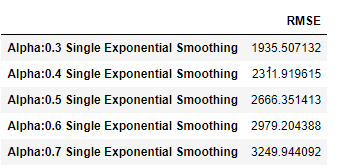 RMSE
Alpha:0.3 Single Exponential Smoothing 1935.507132
Alpha:0.4 Single Exponential Smoothing 2311.919615
Alpha:0.5 Single Exponential Smoothing 2666.351413
Alpha:0.6 Single Exponential Smoothing 2979.204388
Alpha:0.7 Single Exponential Smoothing 3249.944092